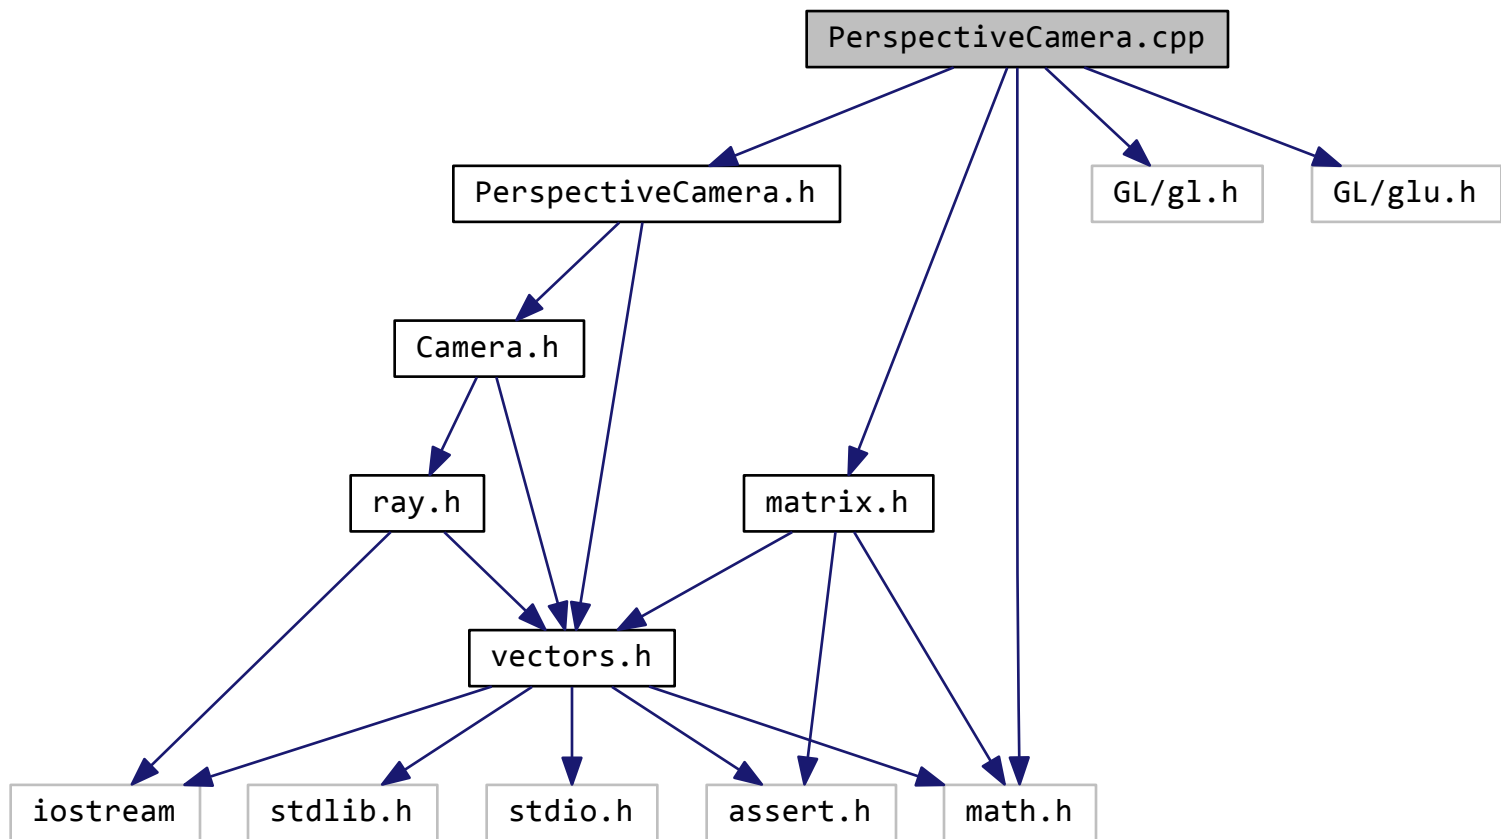 PerspectiveCamera.cpp
PerspectiveCamera.h
GL/gl.h
GL/glu.h
Camera.h
ray.h
matrix.h
vectors.h
iostream
stdlib.h
stdio.h
assert.h
math.h